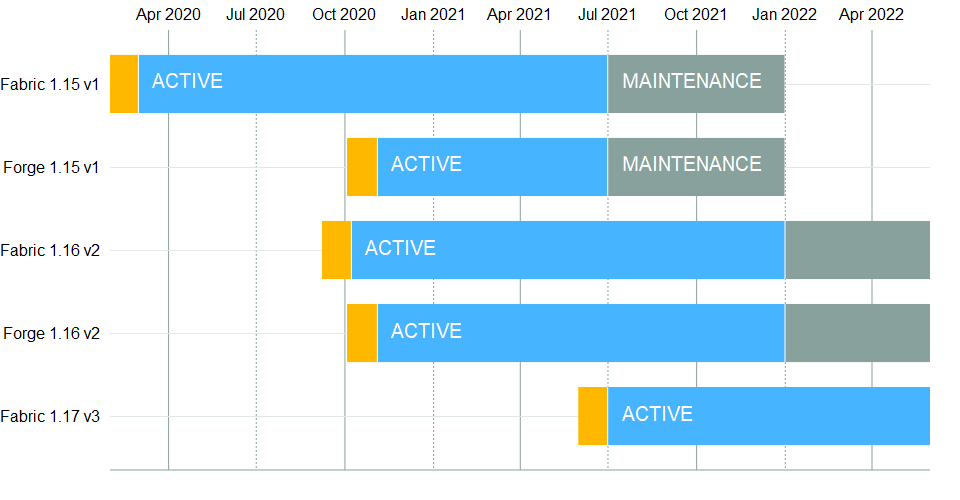 Apr 2020 Jul 2020 Oct 2020 Jan 2021 Apr 2021 Jul 2021 Oct 2021 Jan 2022 Apr 2022
Fabric 1.15 v1 ACTIVE MAINTENANCE
Forge 1.15 v1 ACTIVE MAINTENANCE
Fabric 1.16 v2 ACTIVE
Forge 1.16 v2 ACTIVE
Fabric 1.17 v3 ACTIVE